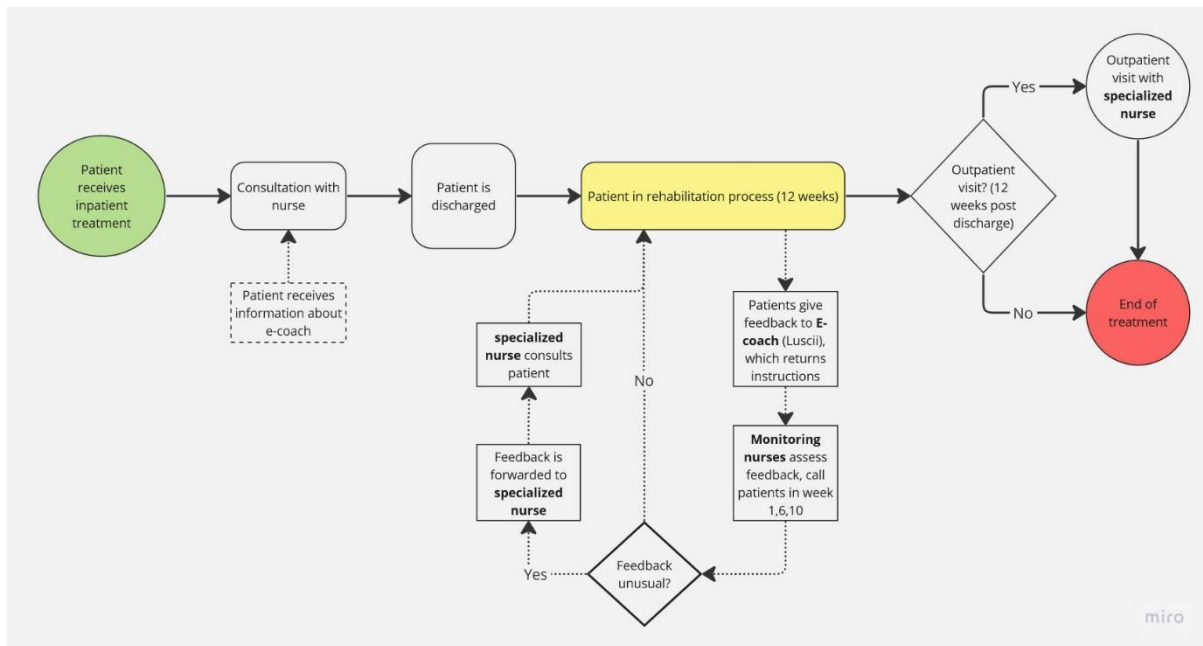 Patient
receives
inpatient
treatment
Consultation with
nurse
Patient receives
information about
e-coach
Patient is
discharged
Patient in rehabilitation process (12 weeks)
Patients give
feedback to E-
coach (Luscii),
which returns
instructions
Monitoring
nurses assess
feedback, call
patients in week
1,6,10
Feedback
unusual?
Yes
Feedback is
forwarded to
specialized
nurse
specialized
nurse consults
patient
No
Outpatient
visit? (12
weeks post
discharge)
Yes
Outpatient
visit with
specialized
nurse
No
End of
treatment
miro